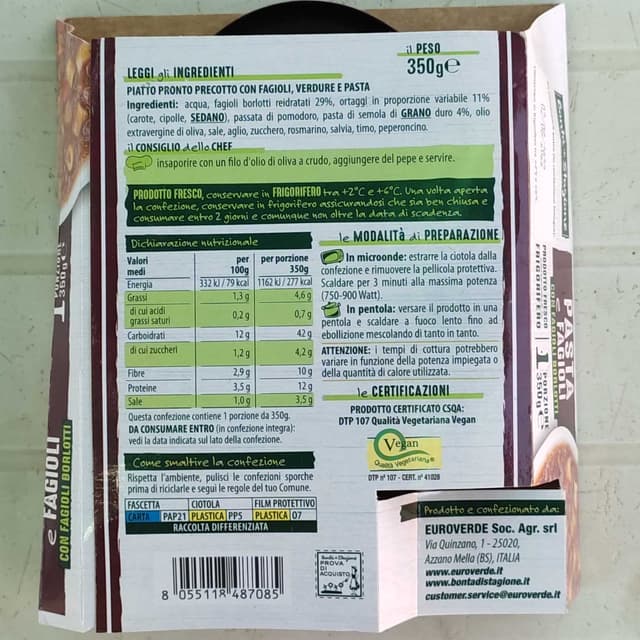 il PESO
350g e
LEGGI gli INGREDIENTI
PIATTO PRONTO PRECOTTO CON FAGIOLI, VERDURE E PASTA
Ingredienti: acqua, fagioli borlotti reidratati 29%, ortaggi in proporzione variabile 11%
(carote, cipolle, SEDANO), passata di pomodoro, pasta di semola di GRANO duro 4%, olio
extravergine di oliva, sale, aglio, zucchero, rosmarino, salvia, timo, peperoncino.
il CONSIGLIO dello CHEF
insaporire con un filo d'olio di oliva a crudo, aggiungere del pepe e servire.
PRODOTTO FRESCO, conservare in FRIGORIFERO tra +2°C e +6°C. Una volta aperta
la confezione, conservare in frigorifero assicurandosi che sia ben chiusa e
consumare entro 2 giorni e comunque non oltre la data di scadenza.
Dichiarazione nutrizionale
Valori medi per 100g per porzione 350g
Energia 332 kJ / 79 kcal 1162 kJ / 277 kcal
Grassi 1,3 g 4,6 g
di cui acidi grassi saturi 0,2 g 0,7 g
Carboidrati 12 g 42 g
di cui zuccheri 1,2 g 4,2 g
Fibre 2,9 g 10 g
Proteine 3,5 g 12 g
Sale 1,0 g 3,5 g
Questa confezione contiene 1 porzione da 350g.
DA CONSUMARE ENTRO (in confezione integra):
vedi la data indicata sul lato della confezione.
Come smaltire la confezione
Rispetta l'ambiente, pulisci le confezioni sporche
prima di riciclarle e segui le regole del tuo Comune.
FASCETTA CIOTOLA FILM PROTETTIVO
CARTA PAP21 PLASTICA PP5 PLASTICA 07
RACCOLTA DIFFERENZIATA
8 055118 487085
PROVA
DI
ACQUISTO
le MODALITÀ di PREPARAZIONE
In microonde: estrarre la ciotola dalla
confezione e rimuovere la pellicola protettiva.
Scaldare per 3 minuti alla massima potenza
(750-900 Watt).
In pentola: versare il prodotto in una
pentola e scaldare a fuoco lento fino ad
ebollizione mescolando di tanto in tanto.
ATTENZIONE: i tempi di cottura potrebbero
variare in funzione della potenza impiegata o
della quantità di calore utilizzata.
le CERTIFICAZIONI
PRODOTTO CERTIFICATO CSQA:
DTP 107 Qualità Vegetariana Vegan
Vegan
Qualità Vegetariana
DTP n° 107 - CERT. n° 41028
Prodotto e confezionato da:
EUROVERDE Soc. Agr. srl
Via Quinzano, 1 - 25020,
Azzano Mella (BS), ITALIA
www.euroverde.it
www.bontadistagione.it
customer.service@euroverde.it
e FAGIOLI
CON FAGIOLI BORLOTTI
1
350g e
PASTA
E FAGIOLI
CON FAGIOLI BORLOTTI
PRODOTTO FRESCO
FRIGORIFERO
1 PORZIONE
350g e